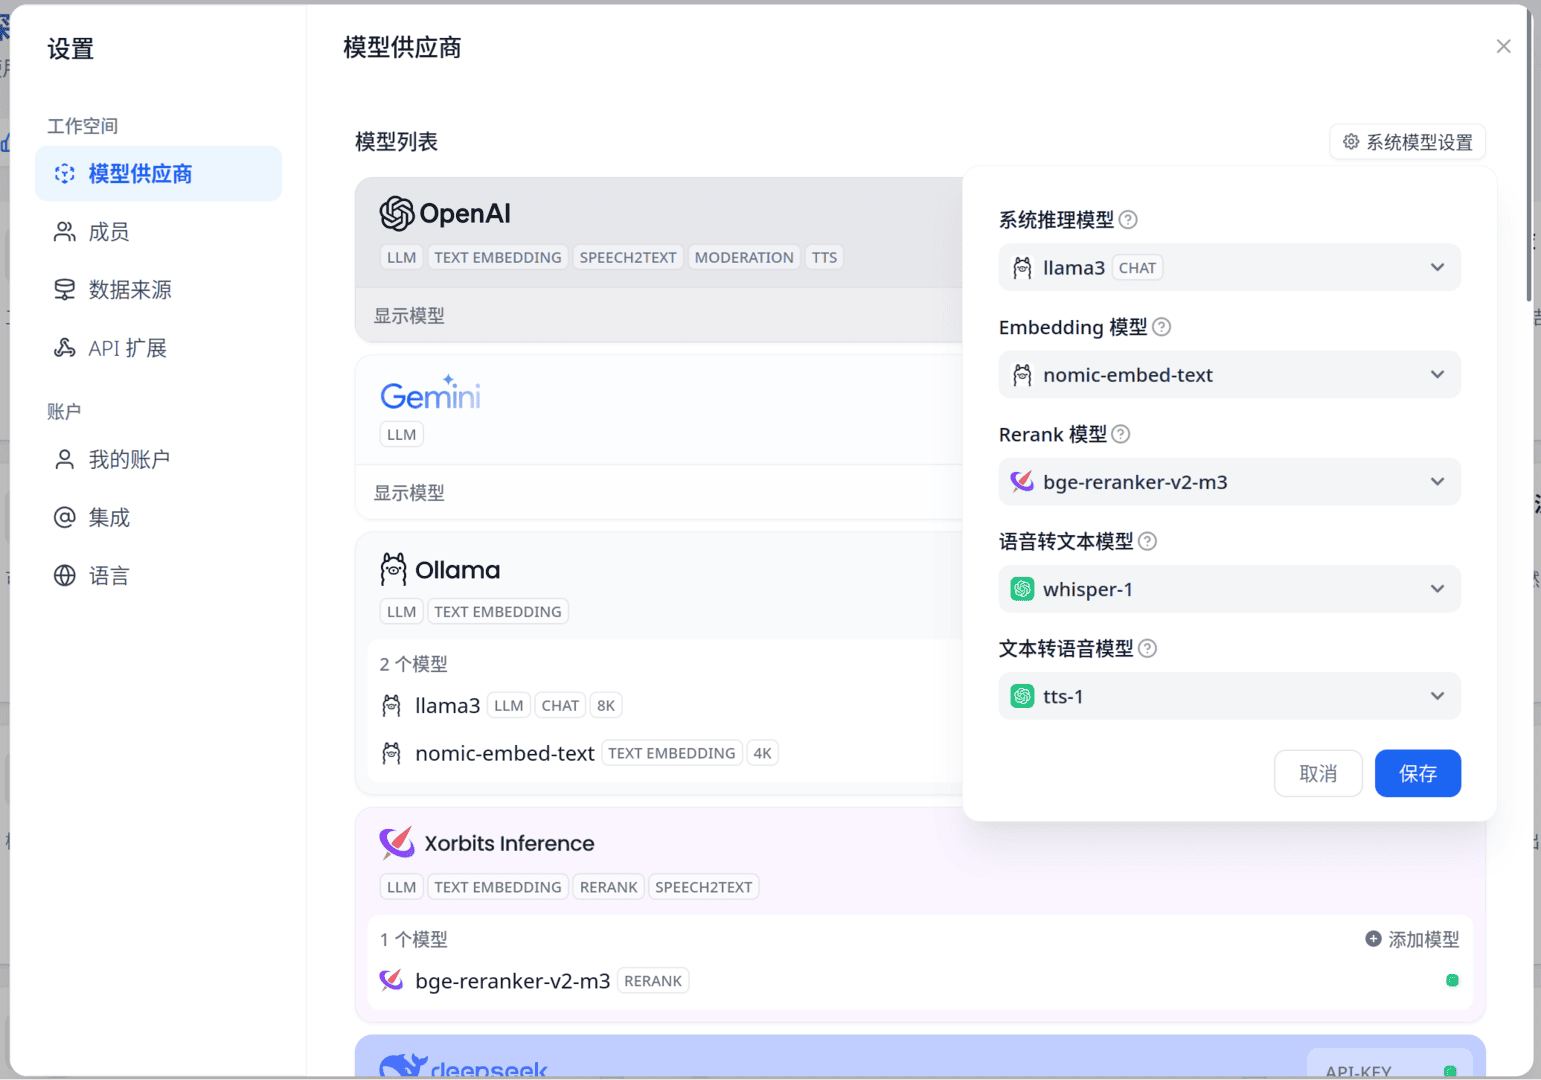 设置
工作空间
模型供应商
成员
数据来源
API 扩展
账户
我的账户
集成
语言
模型供应商
模型列表
系统模型设置
OpenAI
LLM TEXT EMBEDDING SPEECH2TEXT MODERATION TTS
显示模型
Gemini
LLM
显示模型
Ollama
LLM TEXT EMBEDDING
2 个模型
llama3 LLM CHAT 8K
nomic-embed-text TEXT EMBEDDING 4K
Xorbits Inference
LLM TEXT EMBEDDING RERANK SPEECH2TEXT
1 个模型
添加模型
bge-reranker-v2-m3 RERANK
deepseek
API-KEY
系统推理模型
llama3 CHAT
Embedding 模型
nomic-embed-text
Rerank 模型
bge-reranker-v2-m3
语音转文本模型
whisper-1
文本转语音模型
tts-1
取消
保存